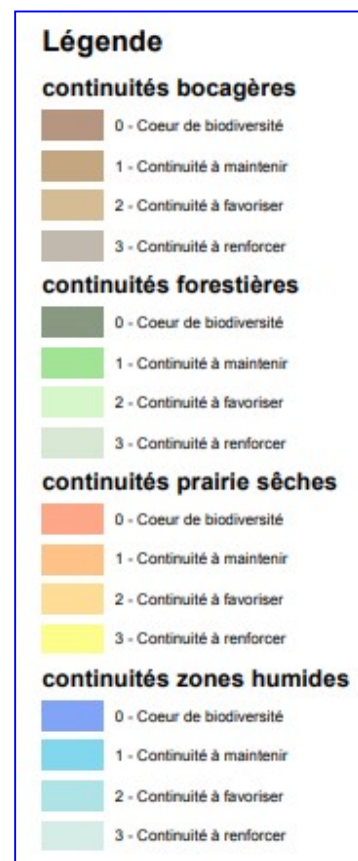 Légende
continuités bocagères
0 - Coeur de biodiversité
1 - Continuité à maintenir
2 - Continuité à favoriser
3 - Continuité à renforcer
continuités forestières
0 - Coeur de biodiversité
1 - Continuité à maintenir
2 - Continuité à favoriser
3 - Continuité à renforcer
continuités prairie sêches
0 - Coeur de biodiversité
1 - Continuité à maintenir
2 - Continuité à favoriser
3 - Continuité à renforcer
continuités zones humides
0 - Coeur de biodiversité
1 - Continuité à maintenir
2 - Continuité à favoriser
3 - Continuité à renforcer